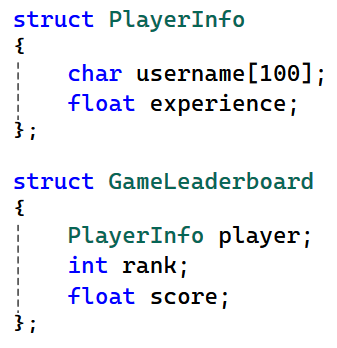 struct PlayerInfo
{
    char username[100];
    float experience;
};

struct GameLeaderboard
{
    PlayerInfo player;
    int rank;
    float score;
};